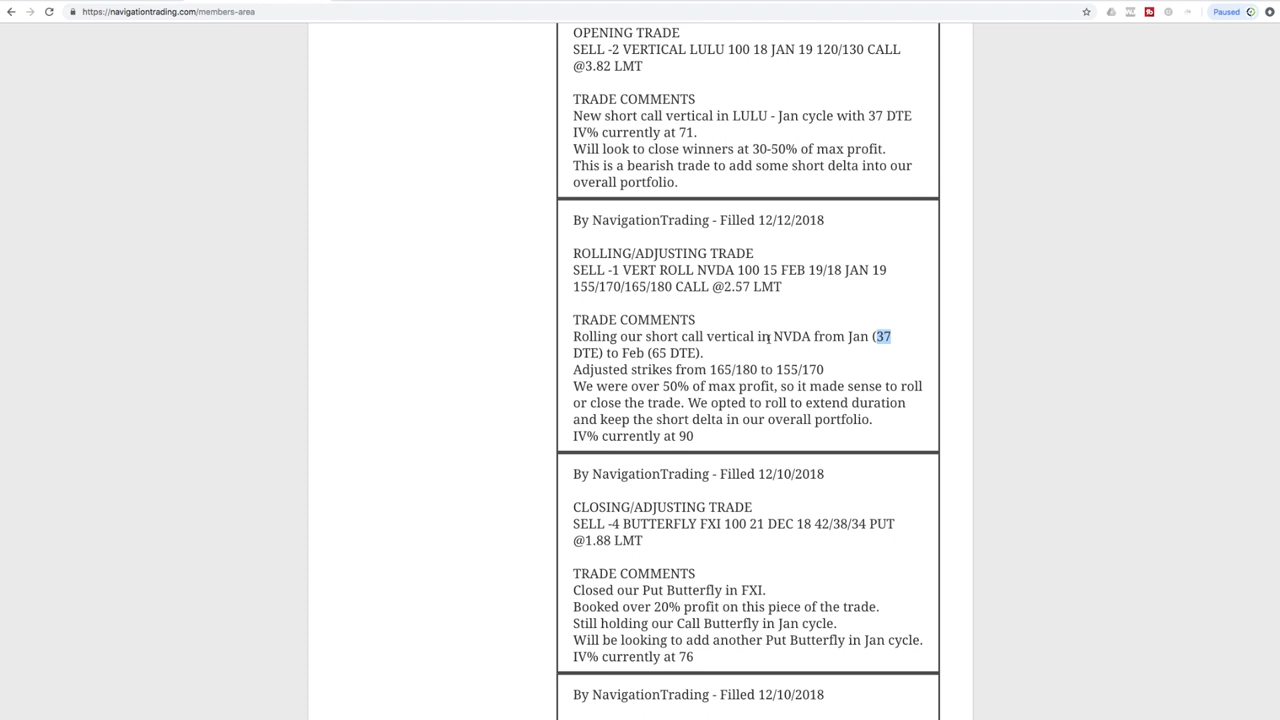 https://navigationtrading.com/members-area
Paused
OPENING TRADE
SELL -2 VERTICAL LULU 100 18 JAN 19 120/130 CALL
@3.82 LMT
TRADE COMMENTS
New short call vertical in LULU - Jan cycle with 37 DTE
IV% currently at 71.
Will look to close winners at 30-50% of max profit.
This is a bearish trade to add some short delta into our
overall portfolio.
By NavigationTrading - Filled 12/12/2018
ROLLING/ADJUSTING TRADE
SELL -1 VERT ROLL NVDA 100 15 FEB 19/18 JAN 19
155/170/165/180 CALL @2.57 LMT
TRADE COMMENTS
Rolling our short call vertical in NVDA from Jan (37
DTE) to Feb (65 DTE).
Adjusted strikes from 165/180 to 155/170
We were over 50% of max profit, so it made sense to roll
or close the trade. We opted to roll to extend duration
and keep the short delta in our overall portfolio.
IV% currently at 90
By NavigationTrading - Filled 12/10/2018
CLOSING/ADJUSTING TRADE
SELL -4 BUTTERFLY FXI 100 21 DEC 18 42/38/34 PUT
@1.88 LMT
TRADE COMMENTS
Closed our Put Butterfly in FXI.
Booked over 20% profit on this piece of the trade.
Still holding our Call Butterfly in Jan cycle.
Will be looking to add another Put Butterfly in Jan cycle.
IV% currently at 76
By NavigationTrading - Filled 12/10/2018